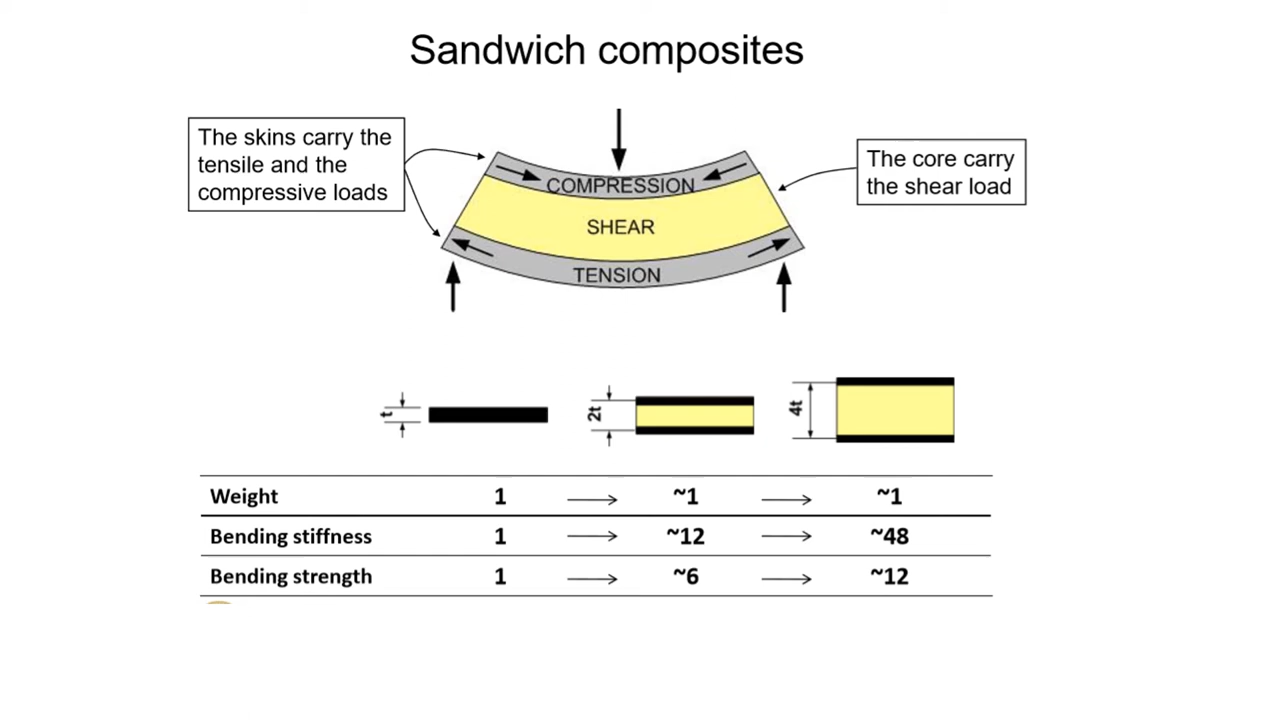 Sandwich composites
The skins carry the
tensile and the
compressive loads
The core carry
the shear load
COMPRESSION
SHEAR
TENSION
t
2t
4t
Weight 1 ~1 ~1
Bending stiffness 1 ~12 ~48
Bending strength 1 ~6 ~12